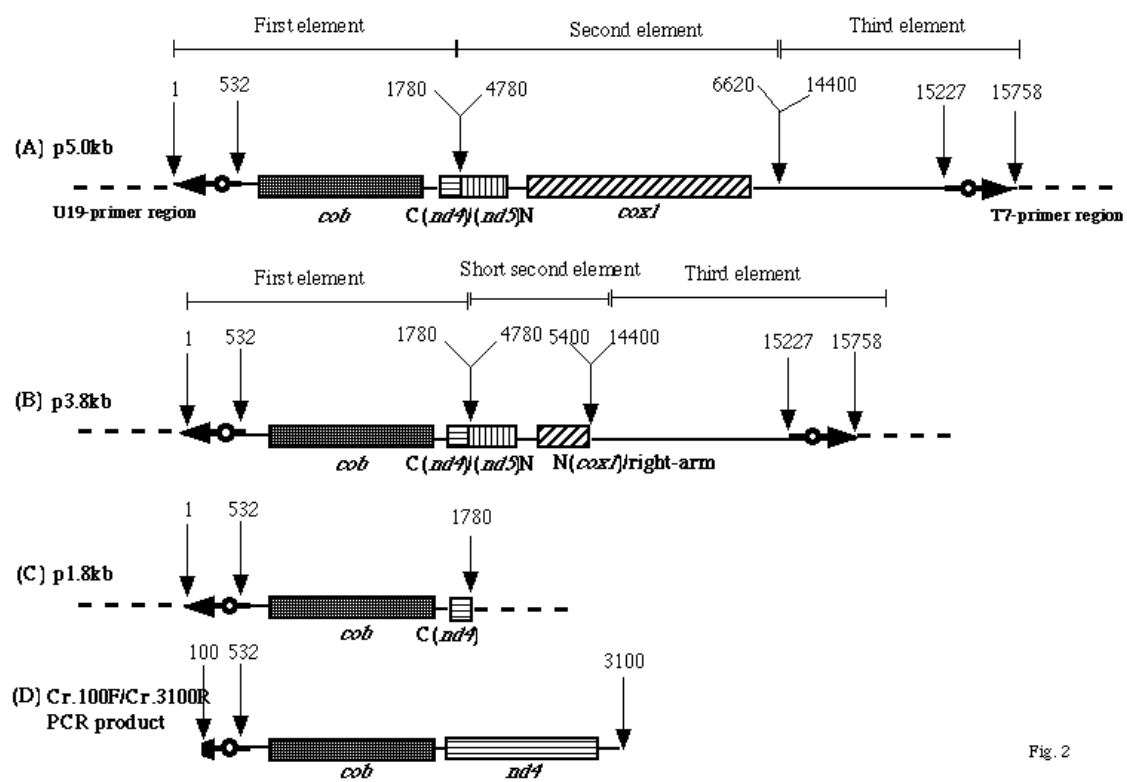 First element Second element Third element
1 532 1780 4780 6620 14400 15227 15758
(A) p5.0kb
U19-primer region cob C(nd4)/(nd5)N cox1 T7-primer region
First element Short second element Third element
1 532 1780 4780 5400 14400 15227 15758
(B) p3.8kb
cob C(nd4)/(nd5)N N(cox1)/right-arm
1 532 1780
(C) p1.8kb
cob C(nd4)
100 532 3100
(D) Cr.100F/Cr.3100R
PCR product
cob nd4
Fig. 2